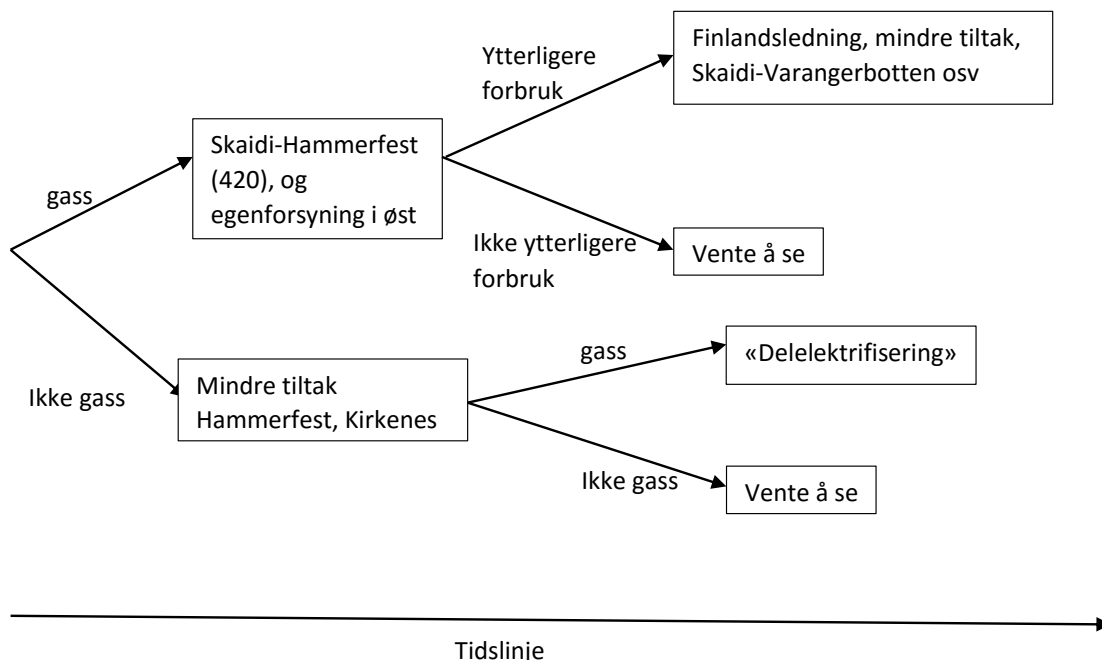 Ytterligere
forbruk
Finlandsledning, mindre tiltak,
Skaidi-Varangerbotten osv
gass
Skaidi-Hammerfest
(420), og
egenforsyning i øst
Ikke ytterligere
forbruk
Vente å se
Ikke gass
Mindre tiltak
Hammerfest, Kirkenes
gass
«Delelektrifisering»
Ikke gass
Vente å se
Tidslinje